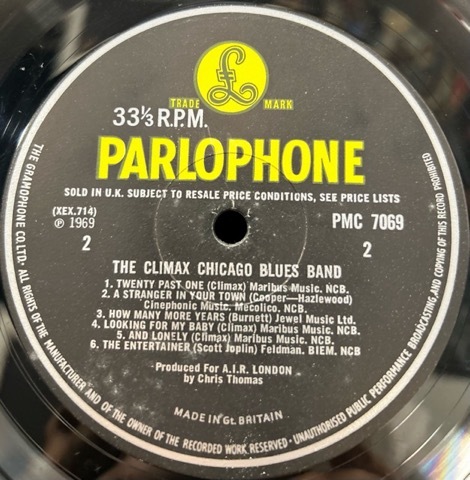 TRADE MARK
33⅓ R.P.M.
PARLOPHONE
SOLD IN U.K. SUBJECT TO RESALE PRICE CONDITIONS, SEE PRICE LISTS
(XEX.714) PMC 7069
℗ 1969
2 2
THE CLIMAX CHICAGO BLUES BAND
1. TWENTY PAST ONE (Climax) Maribus Music. NCB.
2. A STRANGER IN YOUR TOWN (Cooper—Hazlewood)
Cinephonic Music. Mecolico. NCB.
3. HOW MANY MORE YEARS (Burnett) Jewel Music Ltd.
4. LOOKING FOR MY BABY (Climax) Maribus Music. NCB.
5. AND LONELY (Climax) Maribus Music. NCB.
6. THE ENTERTAINER (Scott Joplin) Feldman. BIEM. NCB
Produced For A.I.R. LONDON
by Chris Thomas
MADE IN Gt. BRITAIN
THE GRAMOPHONE CO. LTD. · ALL RIGHTS OF THE MANUFACTURER AND OF THE OWNER OF THE RECORDED WORK RESERVED · UNAUTHORISED PUBLIC PERFORMANCE BROADCASTING AND COPYING OF THIS RECORD PROHIBITED